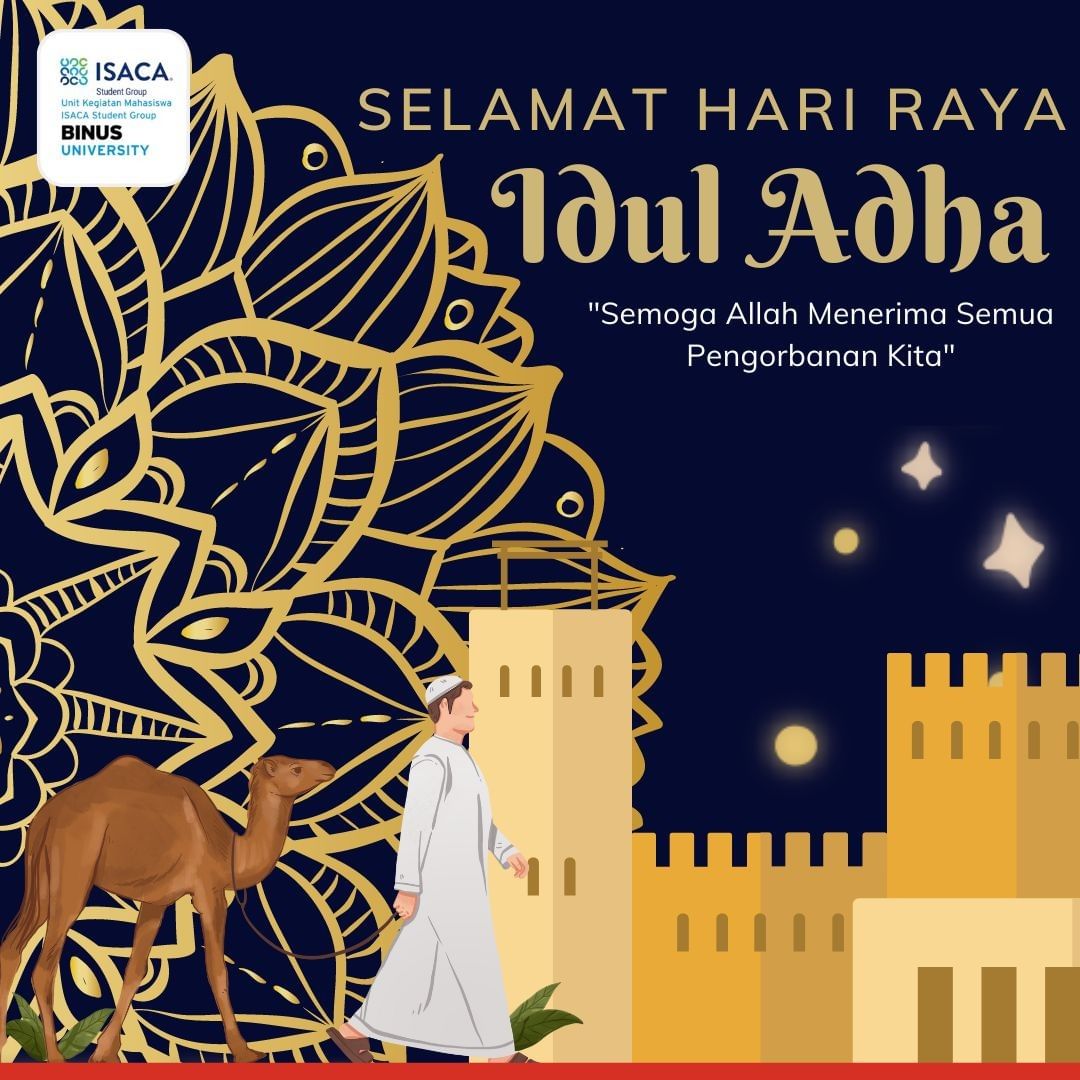 ISACA®
Student Group
Unit Kegiatan Mahasiswa
ISACA Student Group
BINUS
UNIVERSITY
SELAMAT HARI RAYA
Idul Adha
"Semoga Allah Menerima Semua
Pengorbanan Kita"